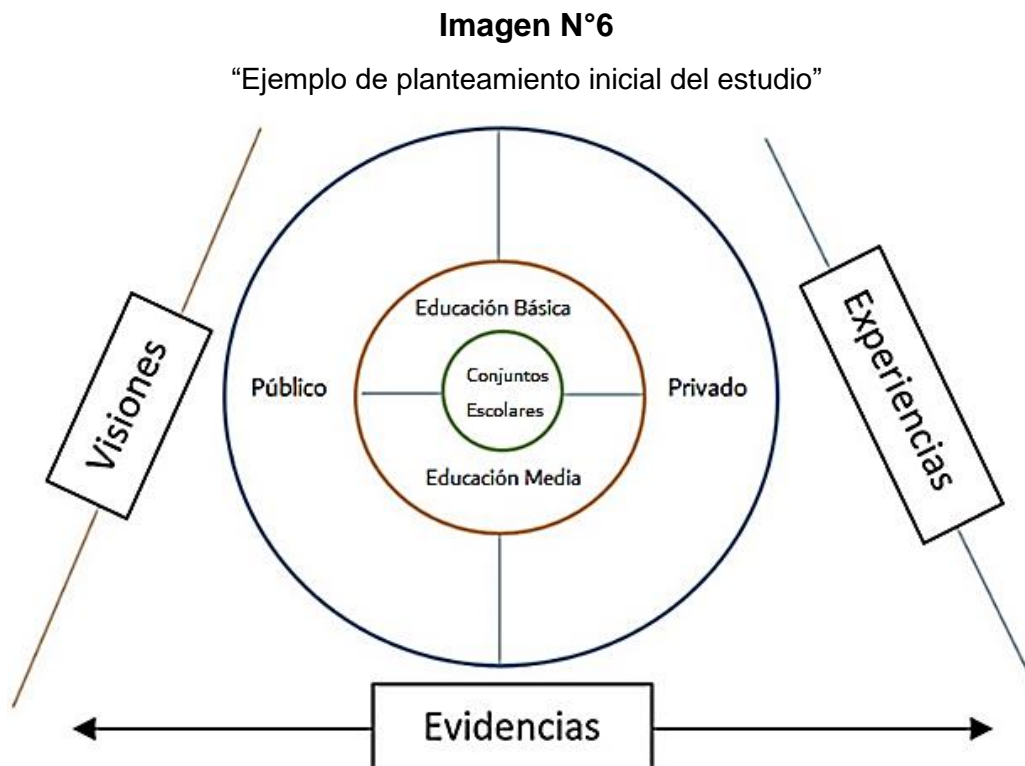 Imagen N°6
“Ejemplo de planteamiento inicial del estudio”
Visiones
Público
Educación Básica
Conjuntos
Escolares
Educación Media
Privado
Experiencias
Evidencias